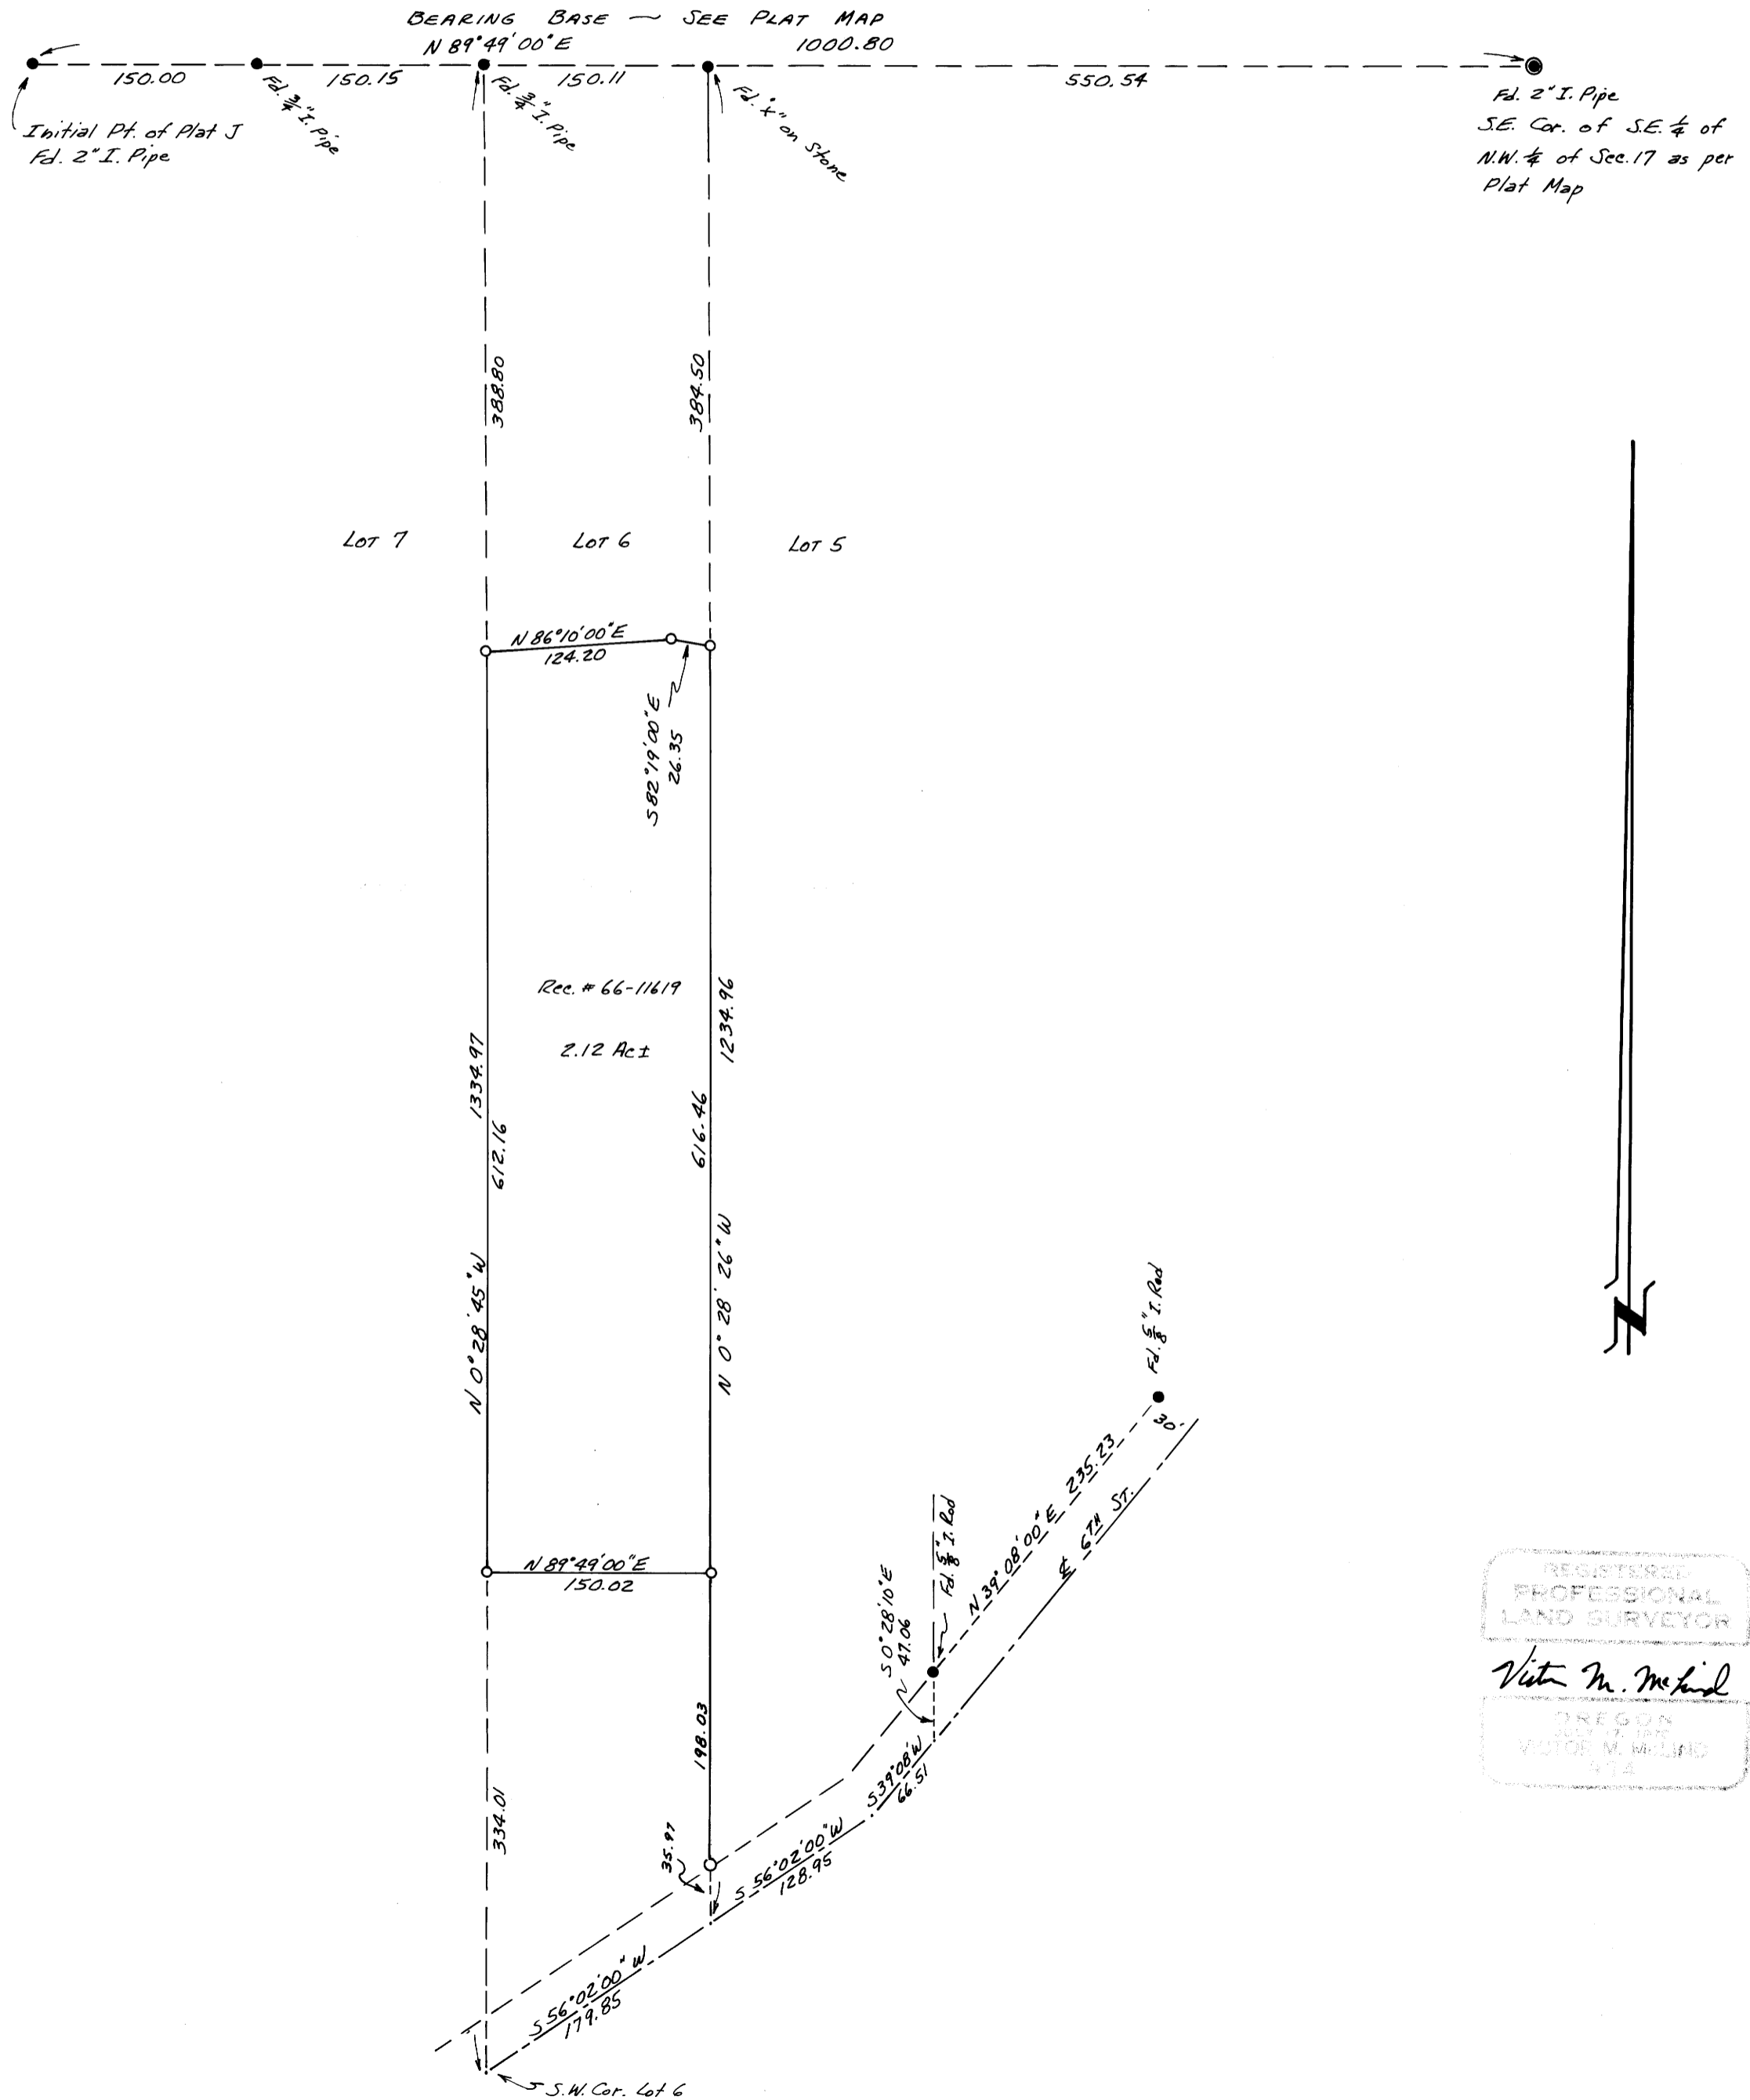 BEARING BASE — SEE PLAT MAP
N 89°49'00"E 1000.80
150.00 150.15 150.11 550.54
Initial Pt. of Plat J
Fd. 2" I. Pipe
Fd. 3/4" I. Pipe
Fd. 3/4" I. Pipe
Fd. "x" on Stone
Fd. 2" I. Pipe
S.E. Cor. of S.E. 1/4 of
N.W. 1/4 of Sec. 17 as per
Plat Map
388.80
384.50
LOT 7 LOT 6 LOT 5
N 86°10'00"E
124.20
S 82°19'00"E
26.35
Rec. # 66-11619
2.12 Ac ±
1334.97
612.16
N 0°28'45"W
1234.96
616.46
N 0°28'26"W
N
Fd. 5/8" I. Rod
30'
N 39°08'00"E 235.23
℄ 6TH ST.
Fd. 5/8" I. Rod
S 0°28'10"E
47.06
N 89°49'00"E
150.02
198.03
334.01
35.97
S 39°08'W
66.51
S 56°02'00"W
128.95
S 56°02'00"W
179.85
S.W. Cor. Lot 6
REGISTERED
PROFESSIONAL
LAND SURVEYOR
Victor M. McLind
OREGON
VICTOR M. McLIND